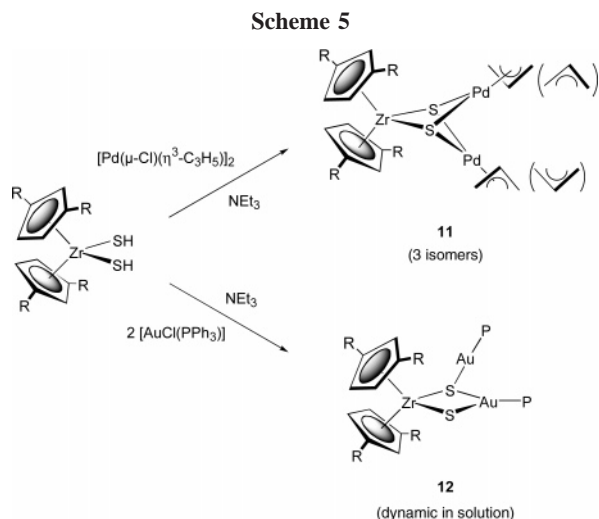 Scheme 5
R
R
Zr
S
S
Pd
Pd
( )
( )
R
R
11
(3 isomers)
[Pd(μ-Cl)(η³-C₃H₅)]₂
NEt₃
R
R
Zr
SH
SH
R
R
NEt₃
2 [AuCl(PPh₃)]
R
R
Zr
S
S
Au
P
Au—P
R
R
12
(dynamic in solution)